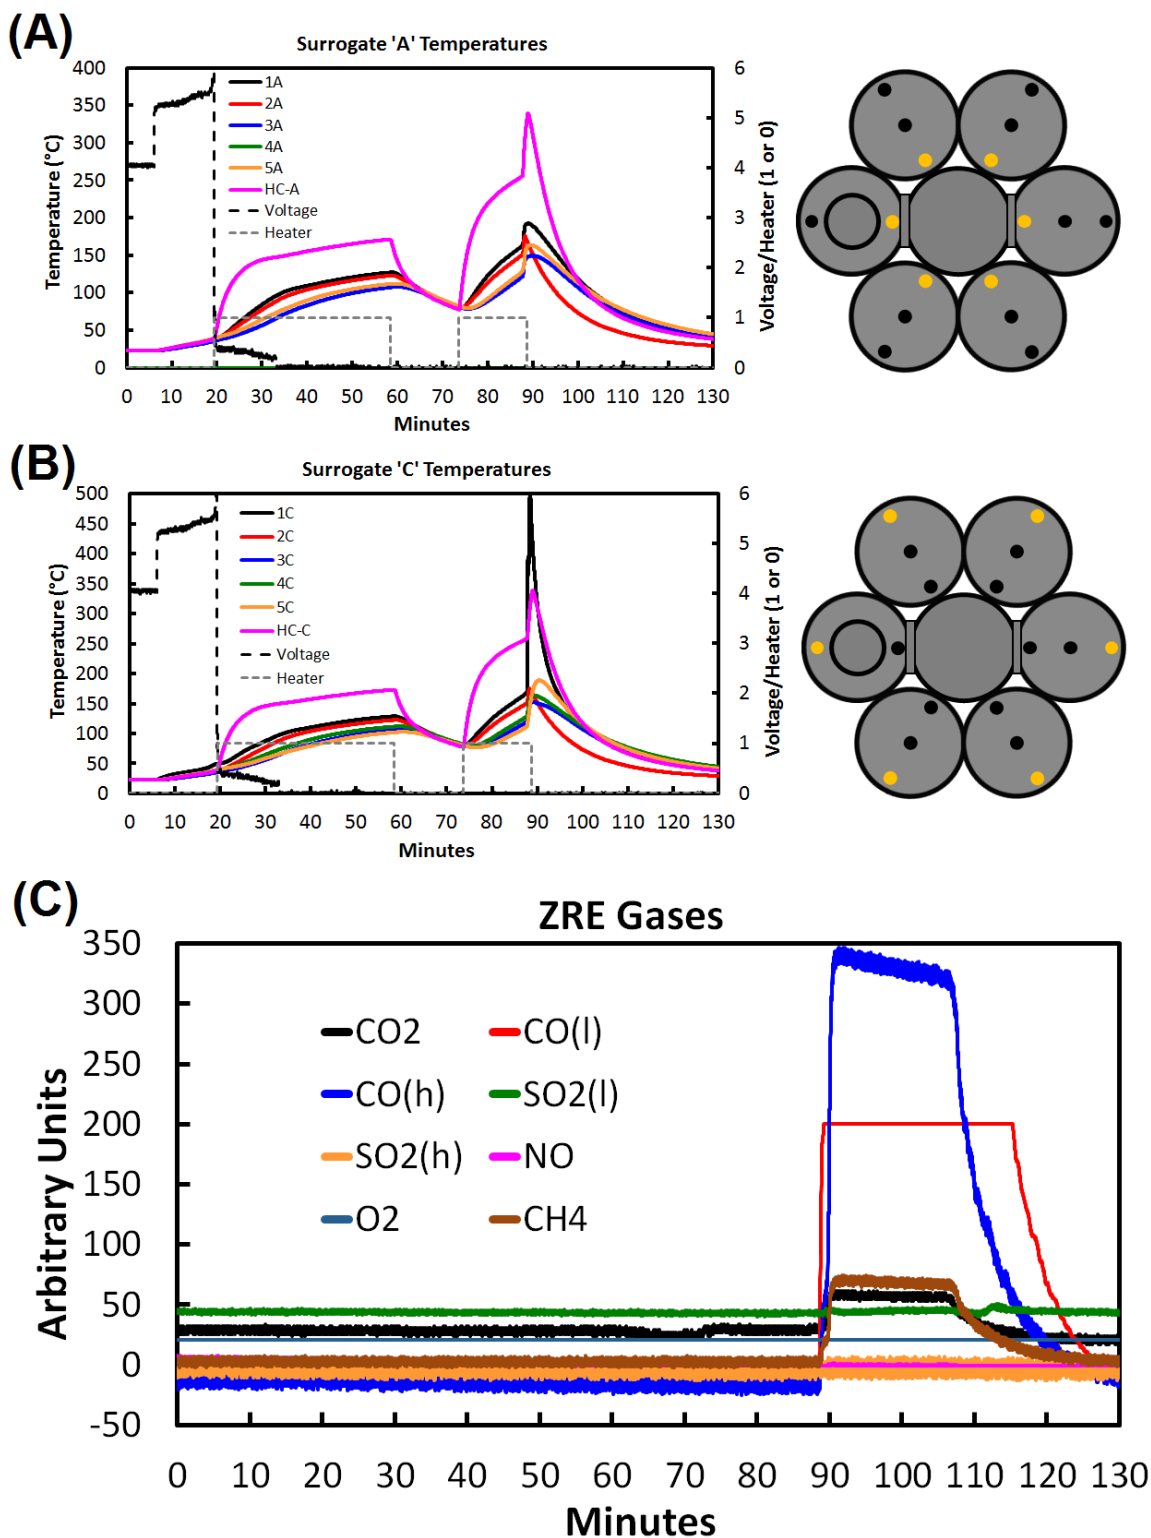 (A)
Surrogate 'A' Temperatures
400
350
300
250
200
150
100
50
0
Temperature (°C)
1A
2A
3A
4A
5A
HC-A
Voltage
Heater
6
5
4
3
2
1
0
Voltage/Heater (1 or 0)
0 10 20 30 40 50 60 70 80 90 100 110 120 130
Minutes
(B)
Surrogate 'C' Temperatures
500
450
400
350
300
250
200
150
100
50
0
Temperature (°C)
1C
2C
3C
4C
5C
HC-C
Voltage
Heater
6
5
4
3
2
1
0
Voltage/Heater (1 or 0)
0 10 20 30 40 50 60 70 80 90 100 110 120 130
Minutes
(C)
ZRE Gases
350
300
250
200
150
100
50
0
-50
Arbitrary Units
CO2 CO(l)
CO(h) SO2(l)
SO2(h) NO
O2 CH4
0 10 20 30 40 50 60 70 80 90 100 110 120 130
Minutes